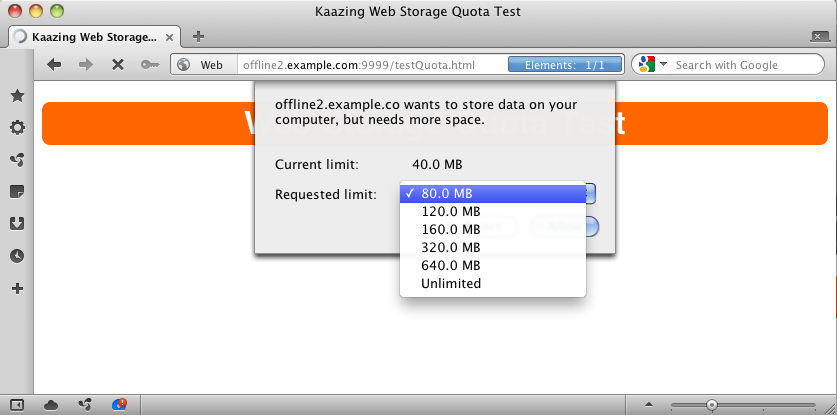 Kaazing Web Storage Quota Test
Kaazing Web Storage...
Web
offline2.example.com:9999/testQuota.html
Elements: 1/1
Search with Google
offline2.example.co wants to store data on your
computer, but needs more space.
Current limit: 40.0 MB
Requested limit: ✓ 80.0 MB
120.0 MB
160.0 MB
320.0 MB
640.0 MB
Unlimited